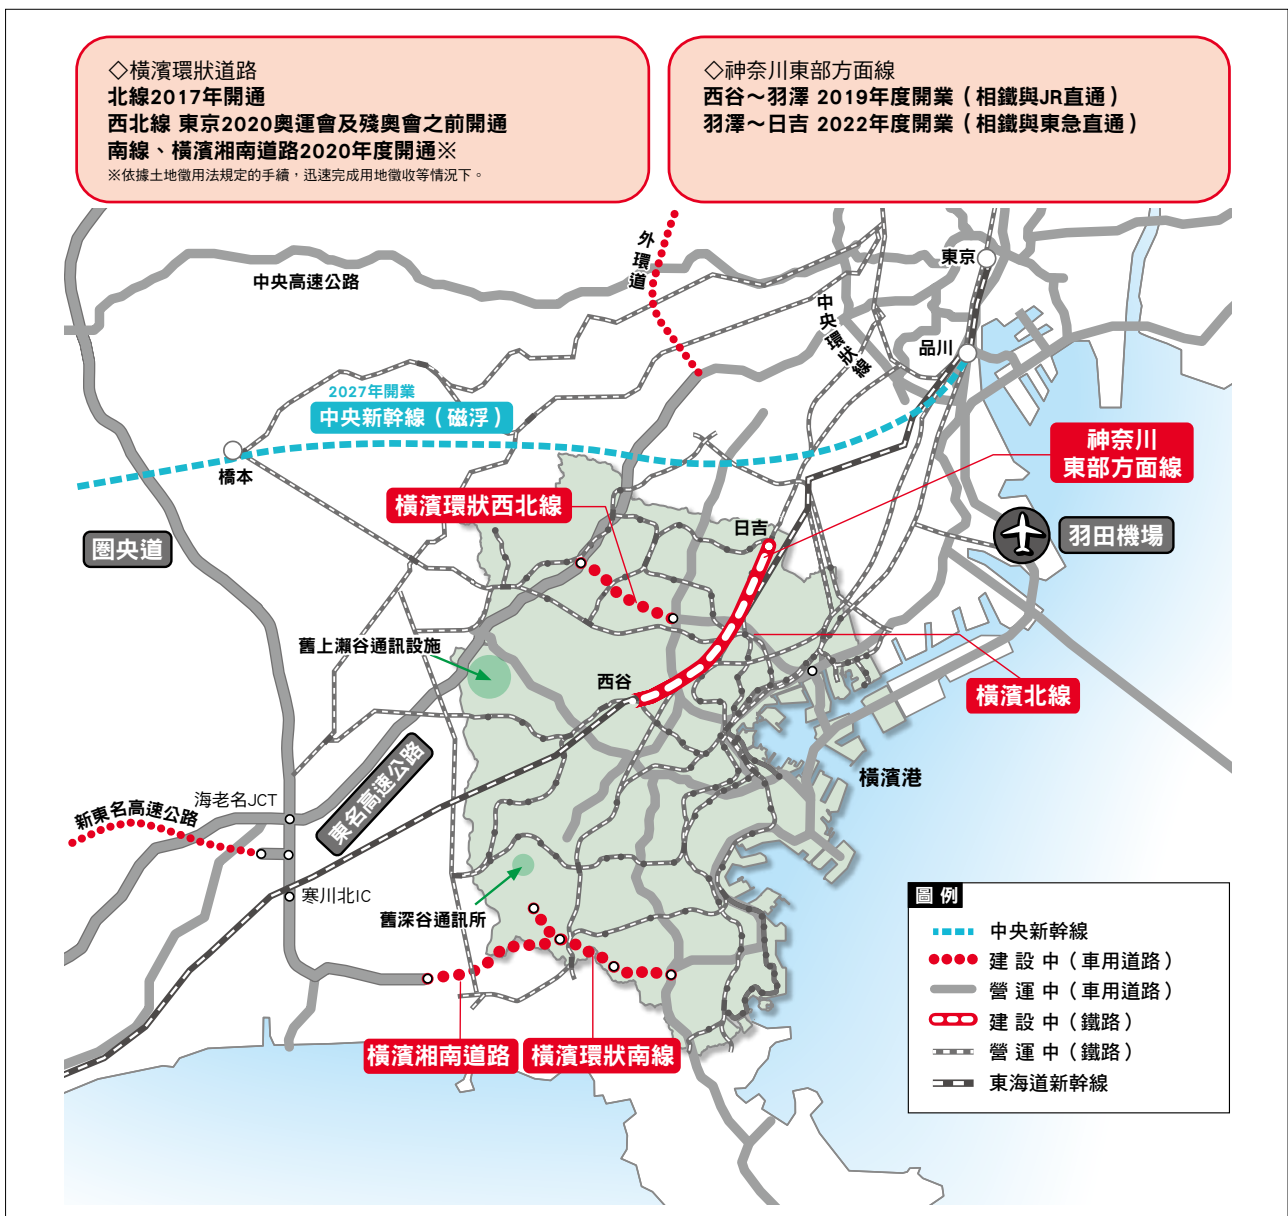 ◇橫濱環狀道路
北線2017年開通
西北線 東京2020奧運會及殘奧會之前開通
南線、橫濱湘南道路2020年度開通※
※依據土地徵用法規定的手續，迅速完成用地徵收等情況下。
◇神奈川東部方面線
西谷～羽澤 2019年度開業（相鐵與JR直通）
羽澤～日吉 2022年度開業（相鐵與東急直通）
外環道
東京
中央高速公路
中央環狀線
品川
2027年開業
中央新幹線（磁浮）
神奈川
東部方面線
橋本
橫濱環狀西北線
日吉
圈央道
羽田機場
舊上瀨谷通訊設施
西谷
橫濱北線
橫濱港
東名高速公路
海老名JCT
新東名高速公路
寒川北IC
舊深谷通訊所
橫濱湘南道路
橫濱環狀南線
圖例
中央新幹線
建設中（車用道路）
營運中（車用道路）
建設中（鐵路）
營運中（鐵路）
東海道新幹線